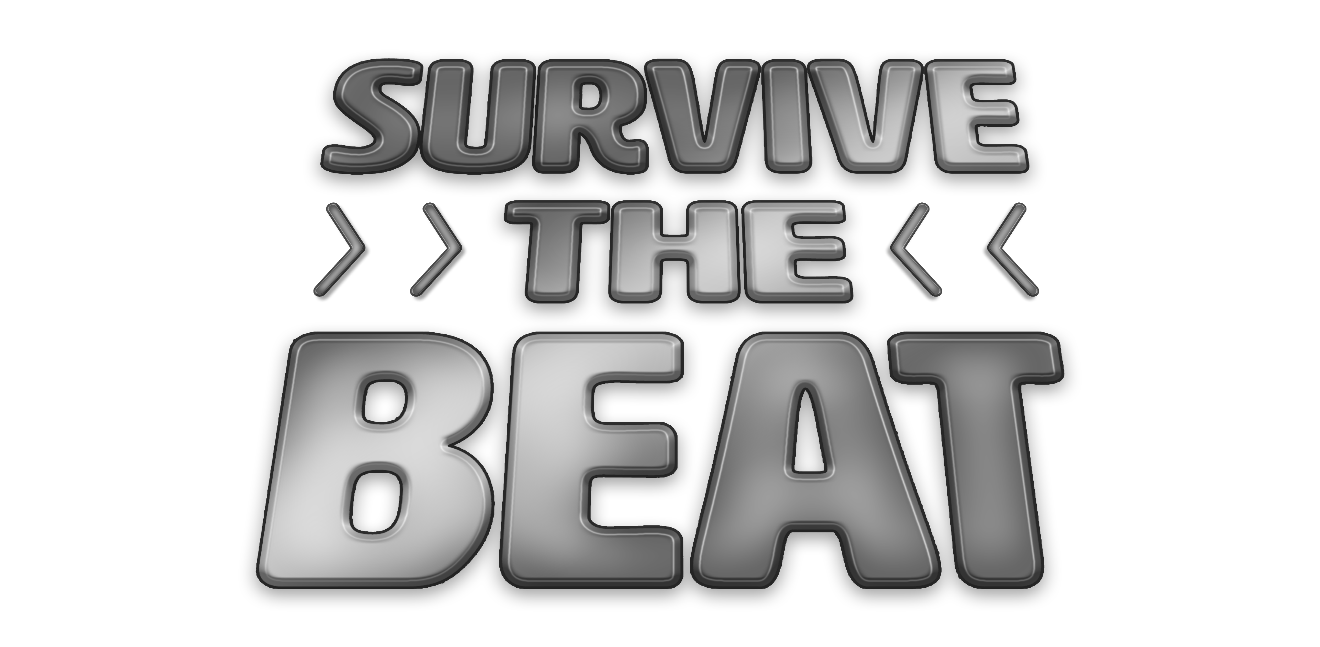 SURVIVE
>> THE <<
BEAT